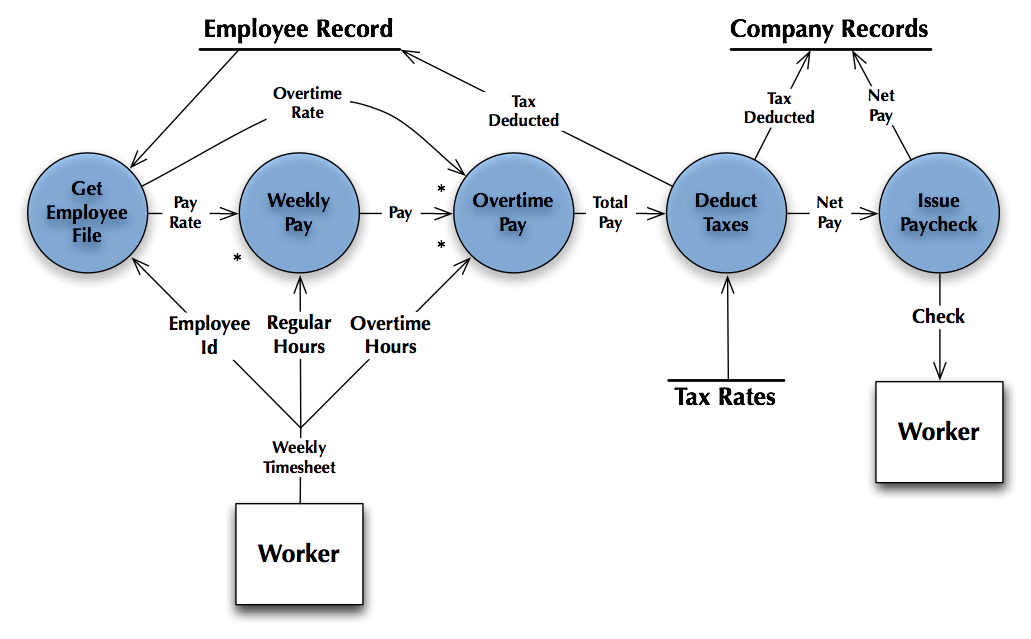 Employee Record
Company Records
Overtime
Rate
Tax
Deducted
Tax
Deducted
Net
Pay
Get
Employee
File
Pay
Rate
*
Weekly
Pay
Pay
*
*
Overtime
Pay
Total
Pay
Deduct
Taxes
Net
Pay
Issue
Paycheck
Employee
Id
Regular
Hours
Overtime
Hours
Check
Tax Rates
Worker
Weekly
Timesheet
Worker